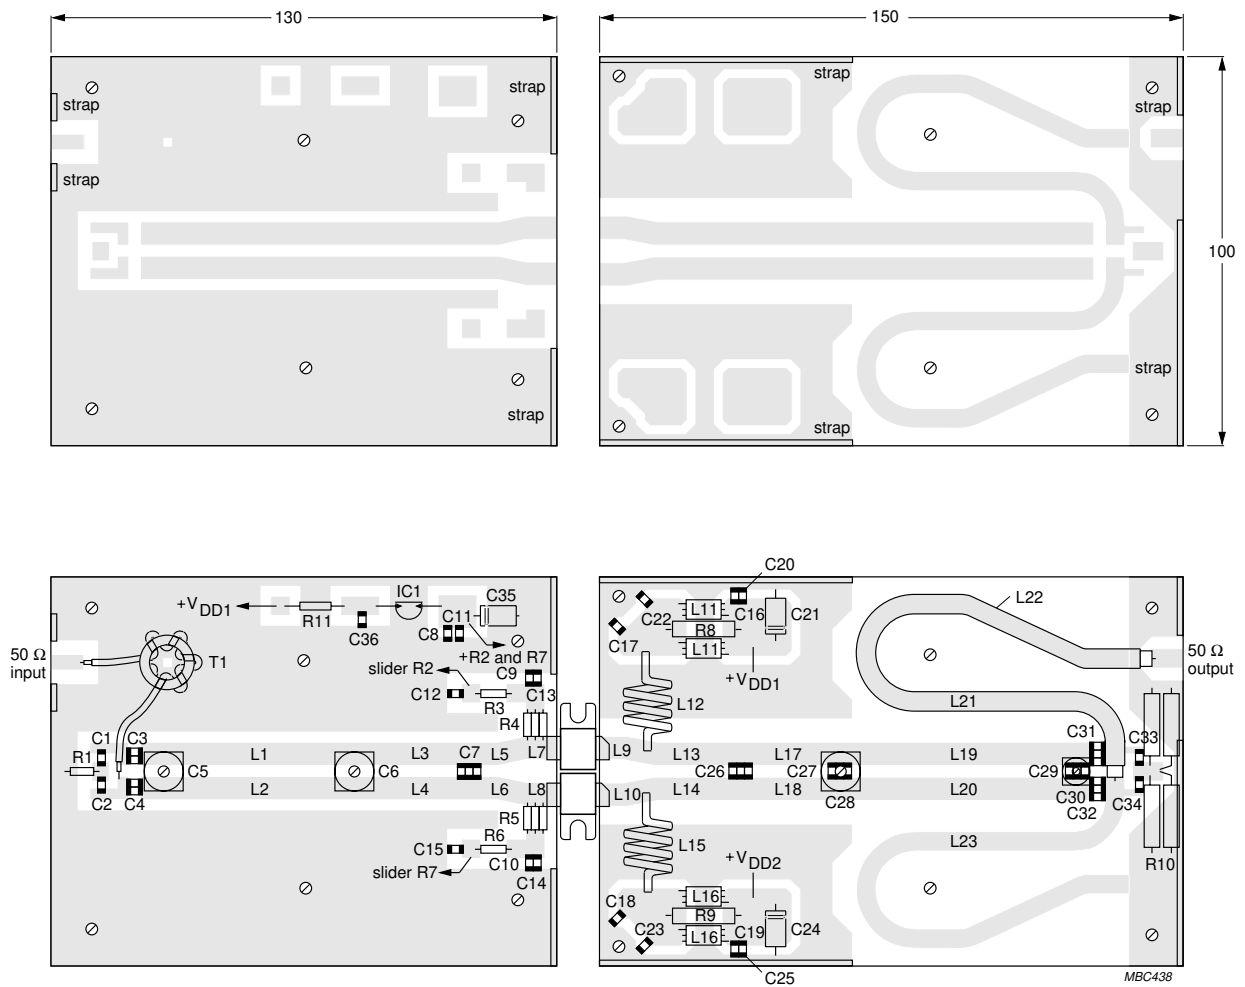 130
150
strap
strap
strap
strap
strap
100
strap
strap
strap
C20
+VDD1
IC1
C35
L11
C16
C21
L22
R11
C36
C8
C11
C22
R8
C17
L11
50 Ω
input
T1
+R2 and R7
slider R2
C9
C12
R3
C13
+VDD1
50 Ω
output
R4
L12
L21
C1
C3
C31
C33
R1
L1
L3
L5
L7
L9
L13
L17
L19
C5
C6
C7
C26
C27
C29
C2
C4
L2
L4
L6
L8
L10
L14
L18
L20
C28
C30
C32
C34
R5
R6
L15
L23
C15
C10
+VDD2
R10
slider R7
C14
C18
L16
R9
C23
L16
C19
C24
C25
MBC438